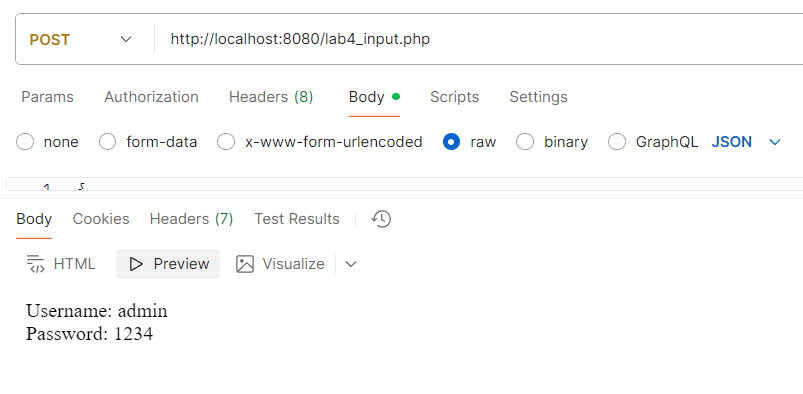 POST http://localhost:8080/lab4_input.php
Params Authorization Headers (8) Body Scripts Settings
none form-data x-www-form-urlencoded raw binary GraphQL JSON
1 {
Body Cookies Headers (7) Test Results
HTML Preview Visualize
Username: admin
Password: 1234